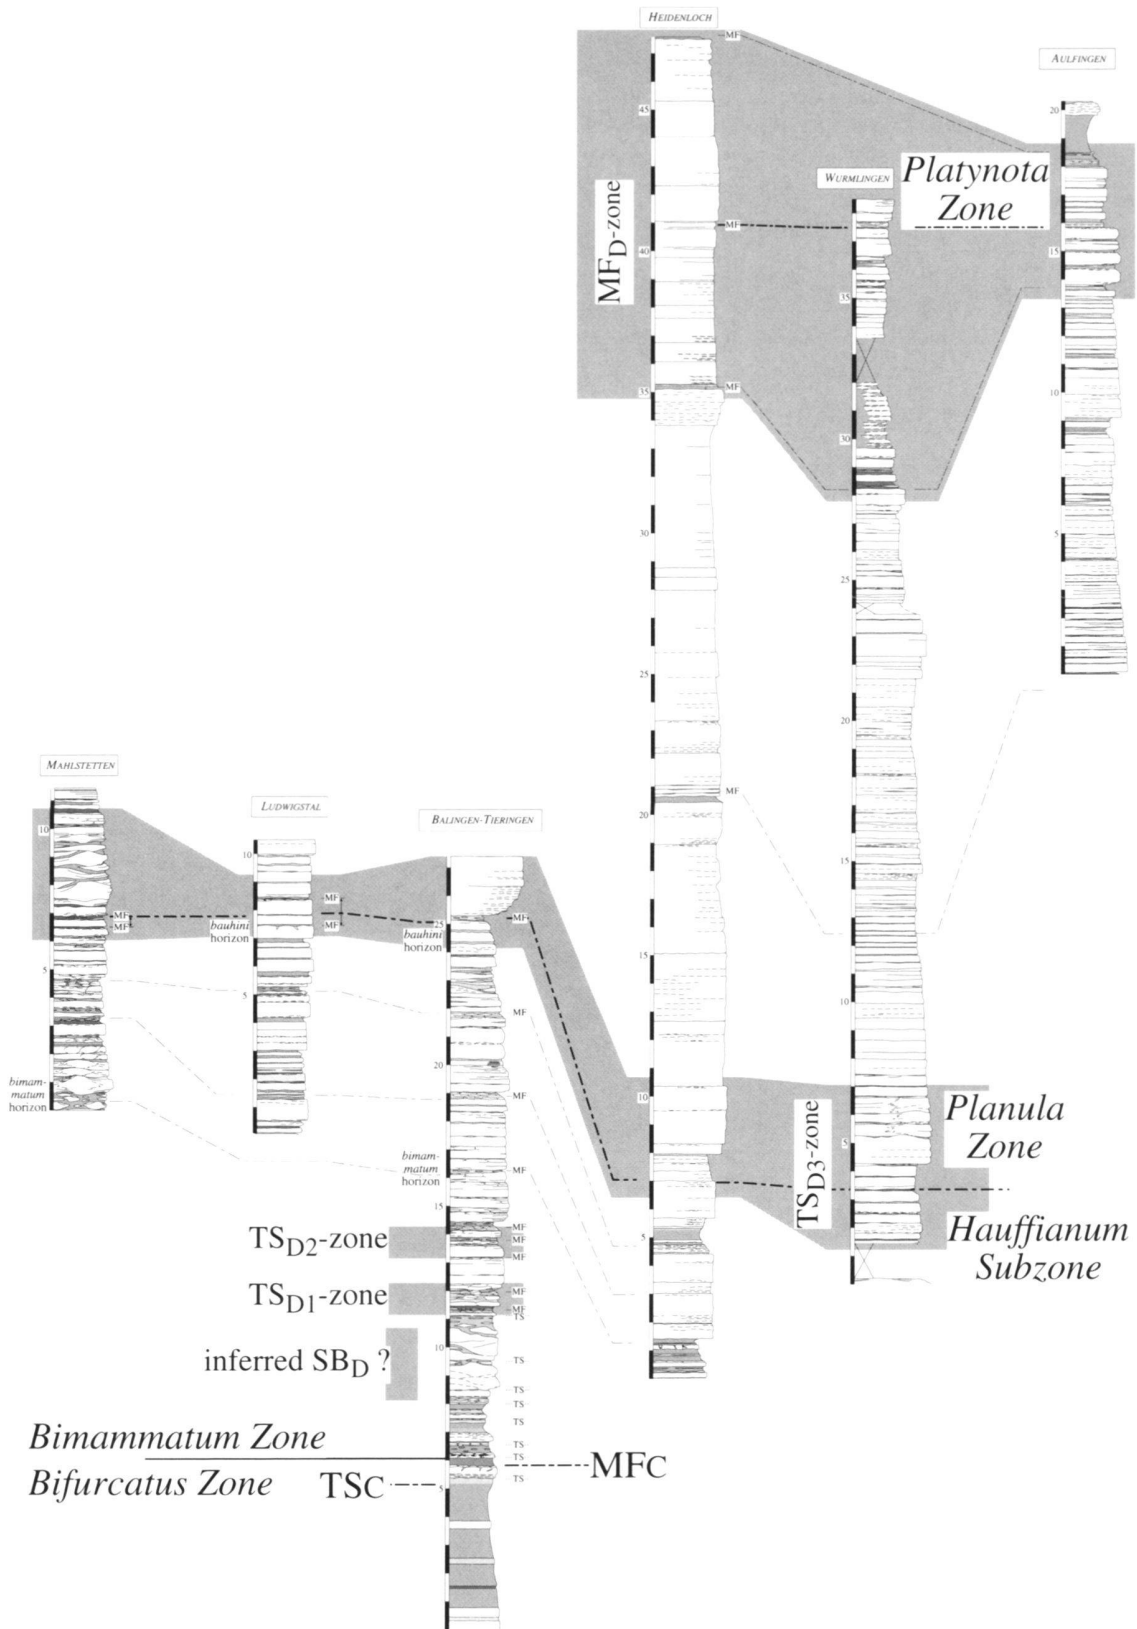 HEIDENLOCH
MF
AULFINGEN
20
45
WURMLINGEN
Platynota
Zone
MF
MFD-zone
40
15
35
MF
35
10
30
30
5
25
25
20
MF
MAHLSTETTEN
20
LUDWIGSTAL
BALINGEN-TIERINGEN
10
10
15
MF
MF
MF
MF
bauhini
horizon
25
bauhini
horizon
MF
15
5
5
MF
10
20
bimam-
matum
horizon
MF
10
Planula
Zone
TSD3-zone
5
bimam-
matum
horizon
MF
15
TSD2-zone
MF
MF
MF
5
Hauffianum
Subzone
TSD1-zone
MF
MF
TS
inferred SBD ?
10
TS
TS
TS
TS
Bimammatum Zone
TS
TS
MFC
Bifurcatus Zone
TSC
TS
5